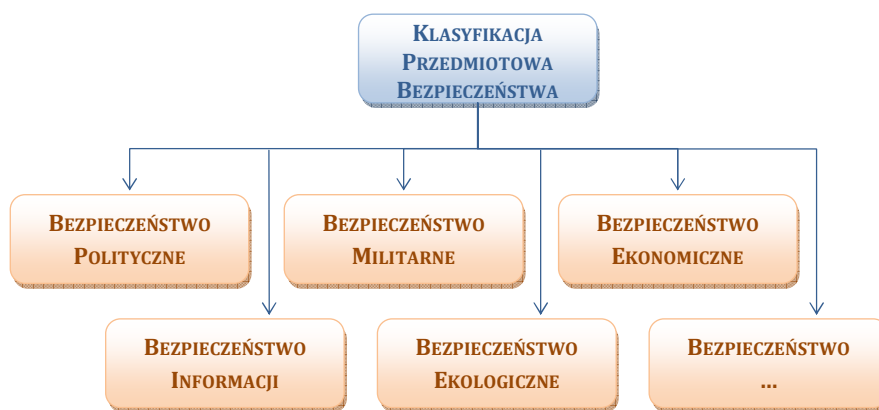 Klasyfikacja
Przedmiotowa
Bezpieczeństwa
Bezpieczeństwo
Polityczne
Bezpieczeństwo
Militarne
Bezpieczeństwo
Ekonomiczne
Bezpieczeństwo
Informacji
Bezpieczeństwo
Ekologiczne
Bezpieczeństwo
...